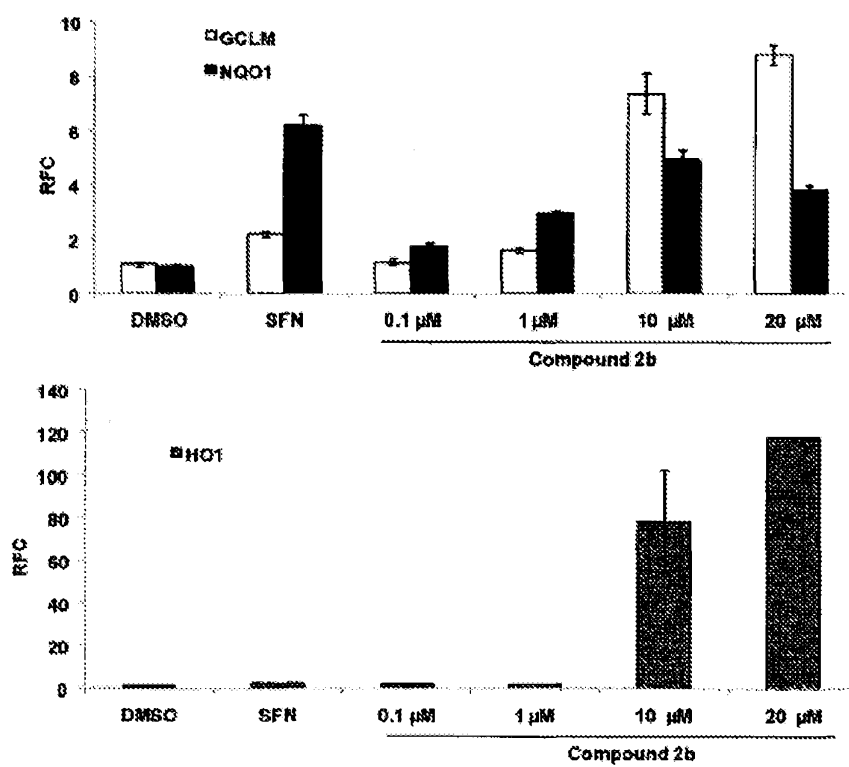 10
GCLM
NQO1
8
6
RFC
4
2
0
DMSO SFN 0.1 µM 1 µM 10 µM 20 µM
Compound 2b
140
120
HO1
100
80
RFC
60
40
20
0
DMSO SFN 0.1 µM 1 µM 10 µM 20 µM
Compound 2b